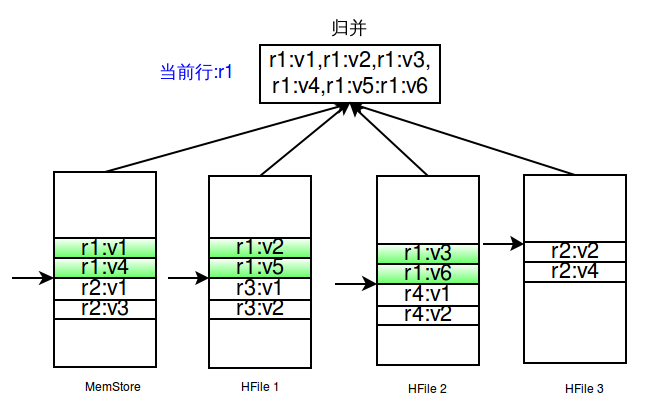 归并
当前行:r1
r1:v1,r1:v2,r1:v3,
r1:v4,r1:v5:r1:v6
r1:v1
r1:v4
r2:v1
r2:v3
MemStore
r1:v2
r1:v5
r3:v1
r3:v2
HFile 1
r1:v3
r1:v6
r4:v1
r4:v2
HFile 2
r2:v2
r2:v4
HFile 3